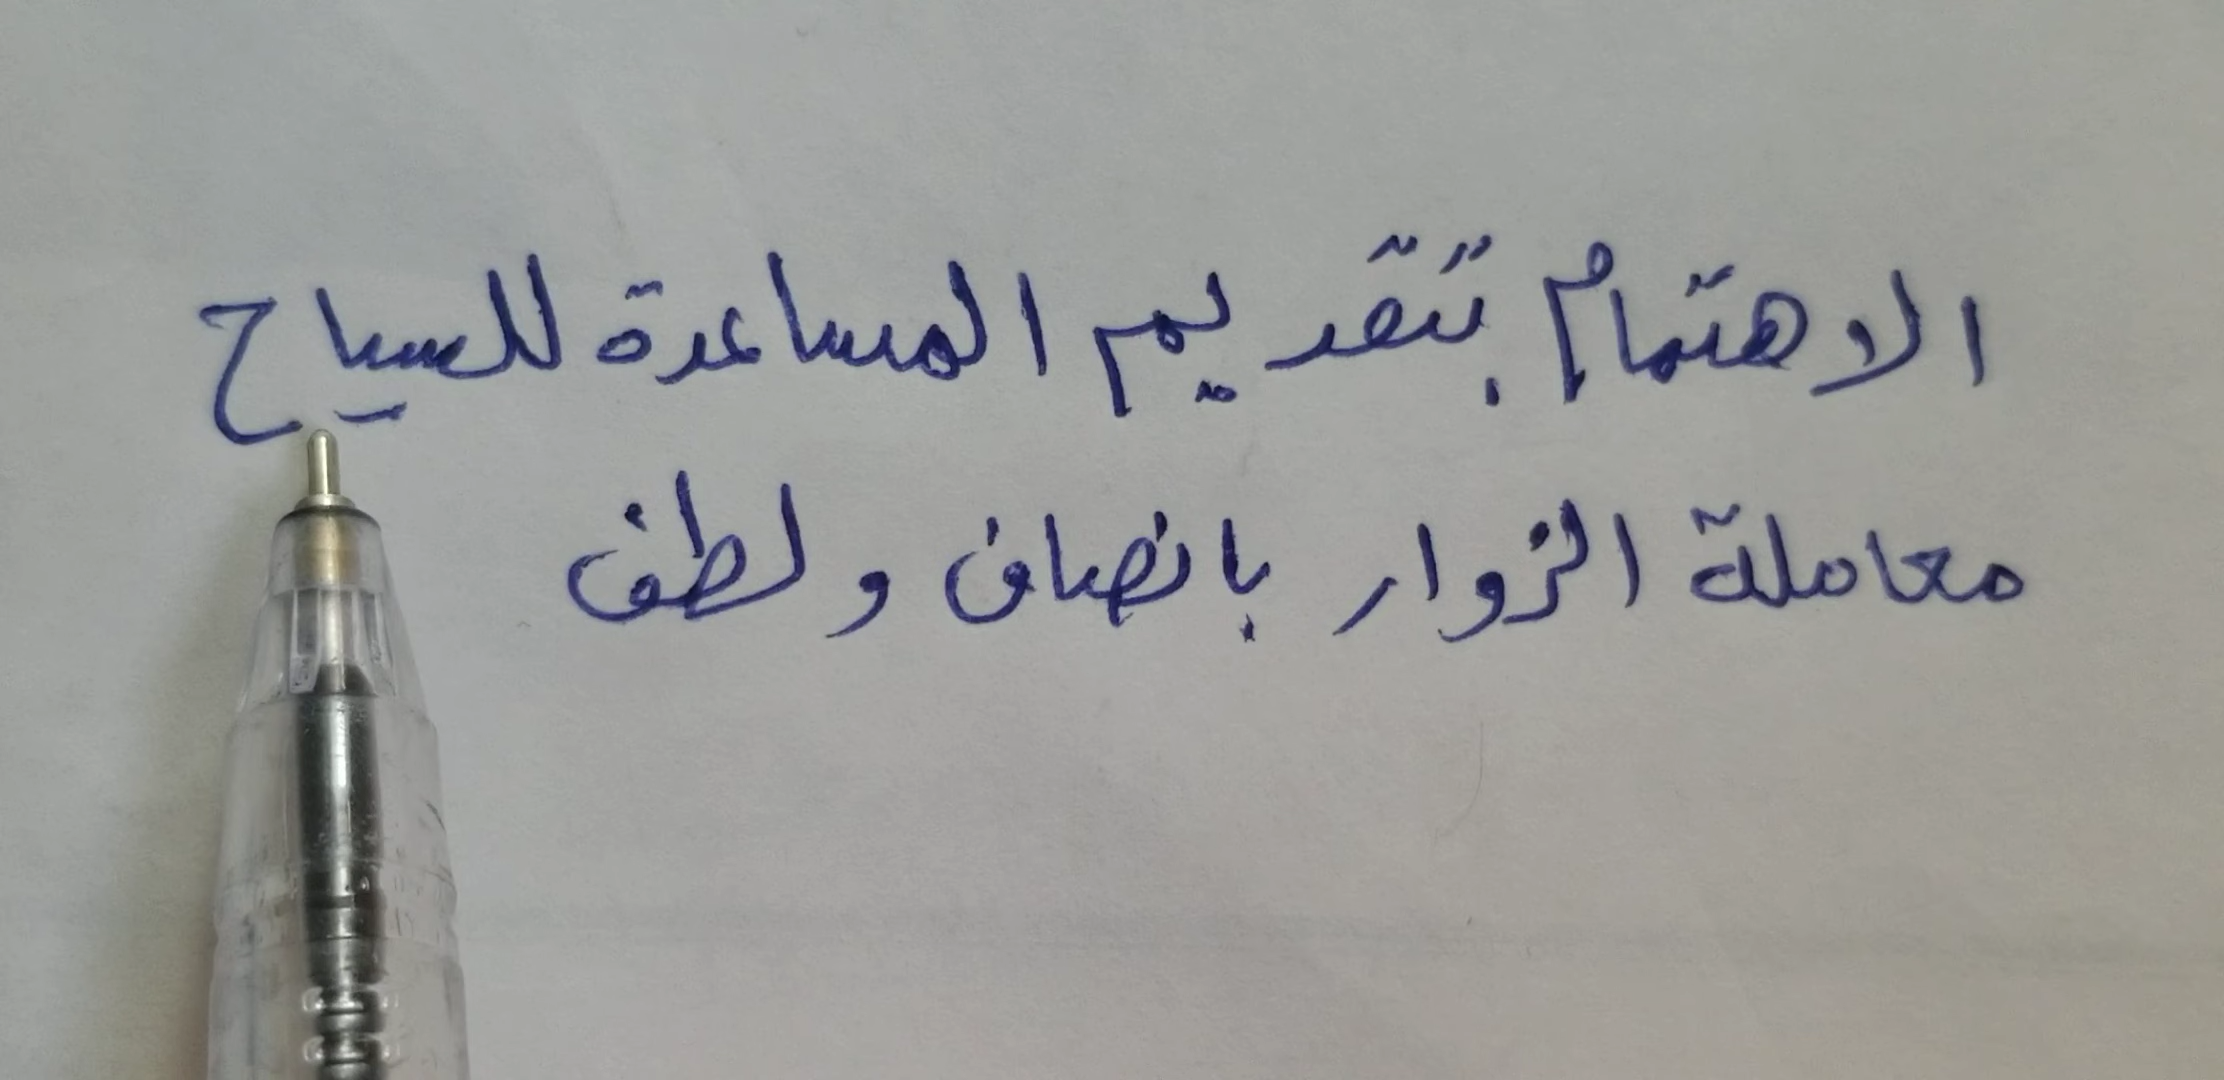 الاهتمام بتقديم المساعدة للسياح
معاملة الزوار بانصاف ولطف